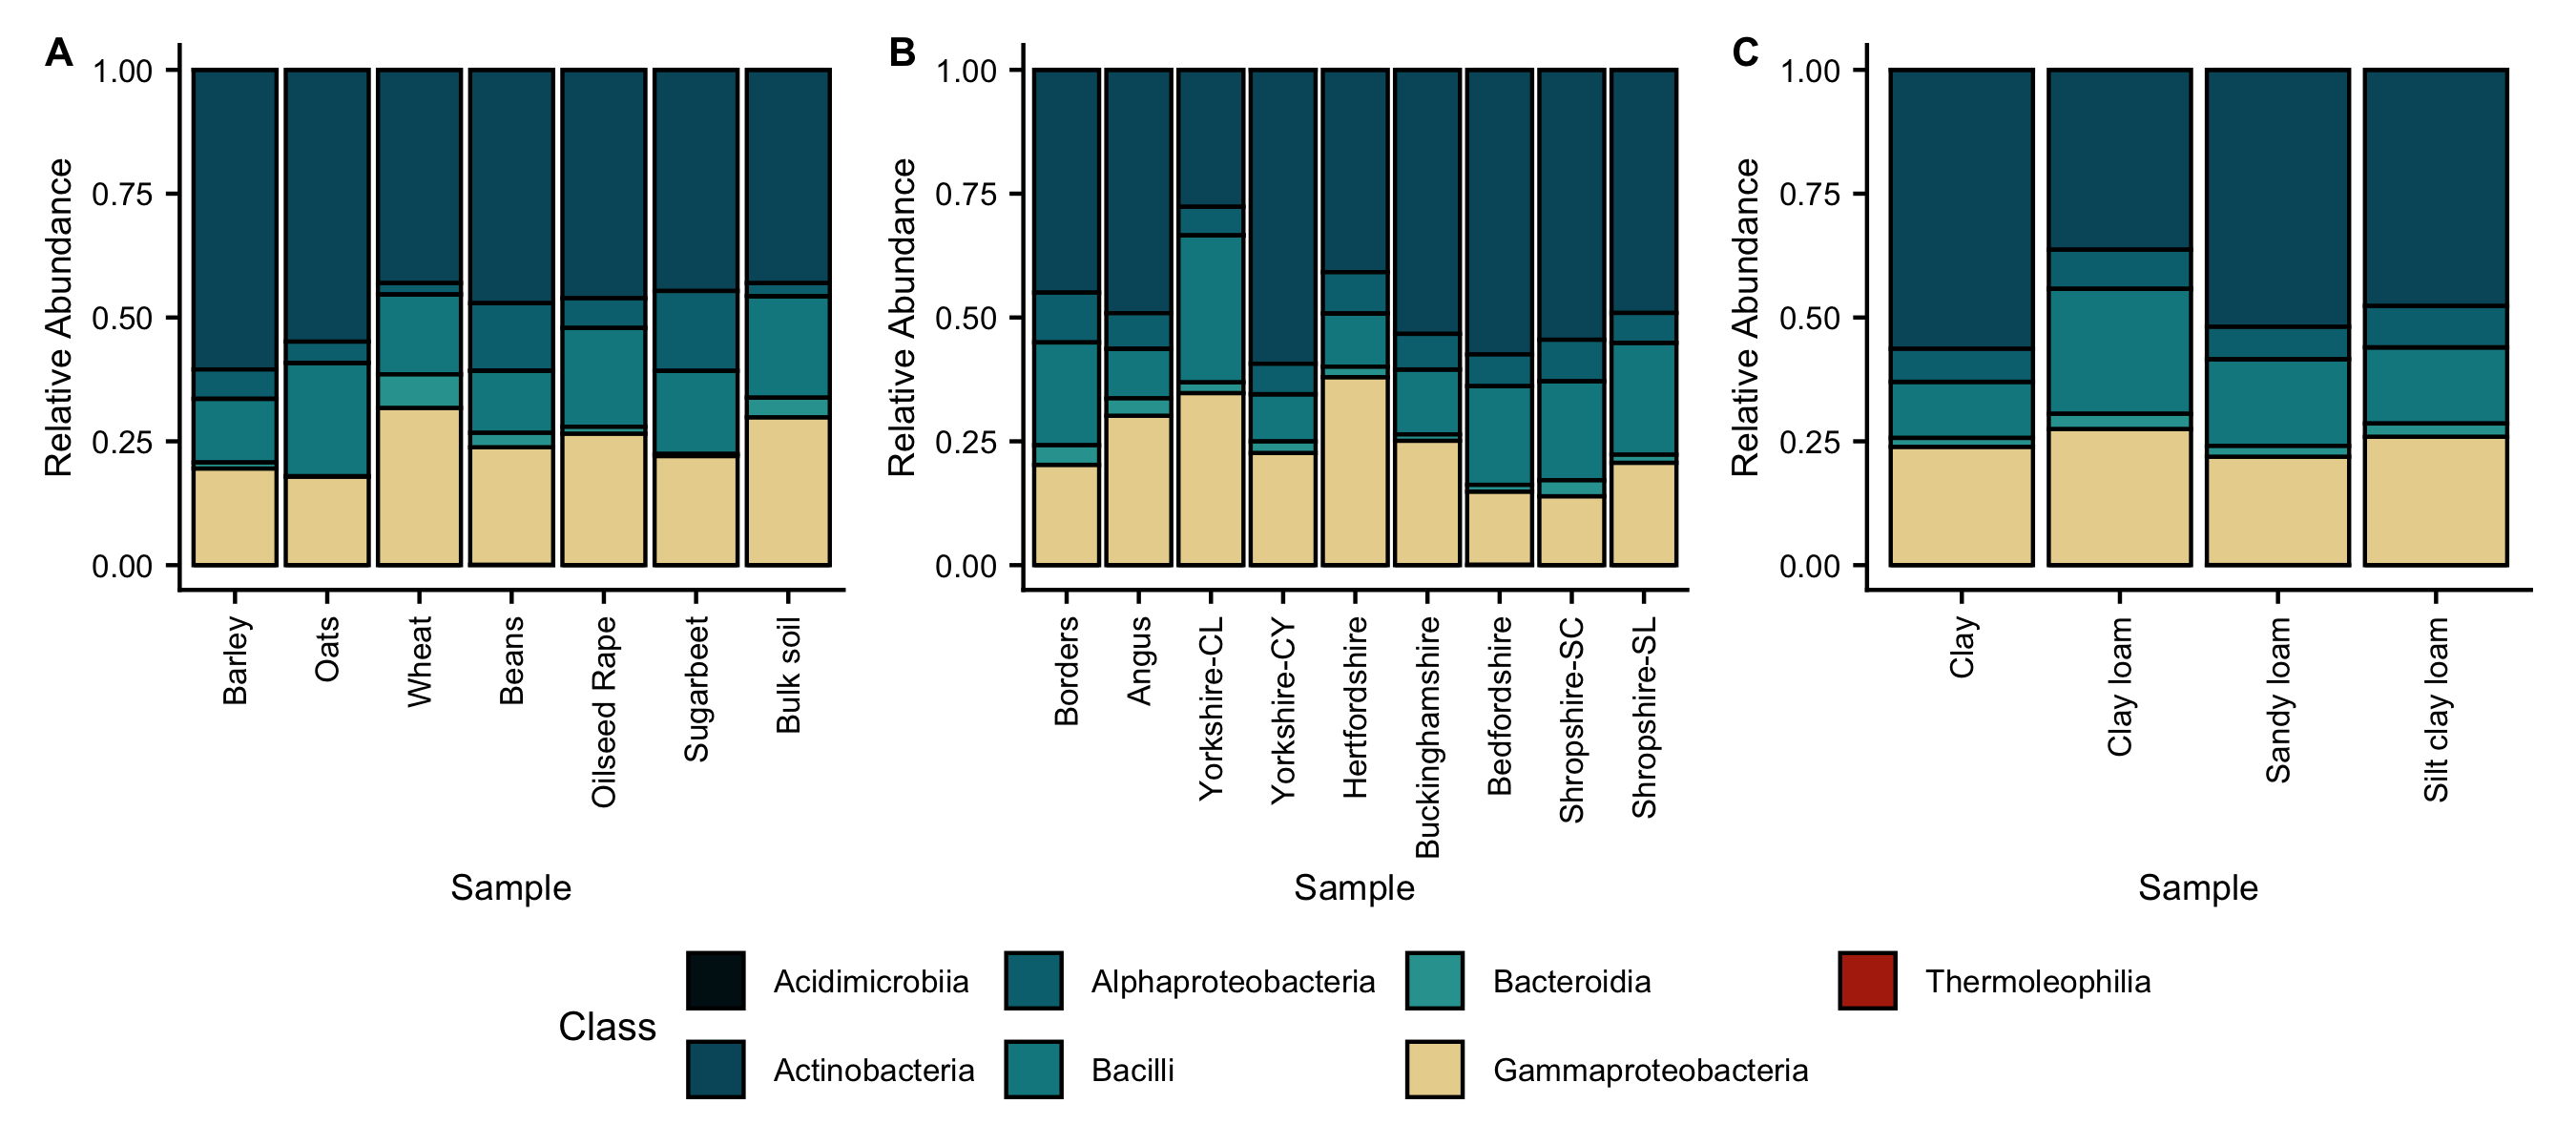 A
1.00
0.75
0.50
0.25
0.00
Relative Abundance
Barley
Oats
Wheat
Beans
Oilseed Rape
Sugarbeet
Bulk soil
Sample
B
1.00
0.75
0.50
0.25
0.00
Relative Abundance
Borders
Angus
Yorkshire-CL
Yorkshire-CY
Hertfordshire
Buckinghamshire
Bedfordshire
Shropshire-SC
Shropshire-SL
Sample
C
1.00
0.75
0.50
0.25
0.00
Relative Abundance
Clay
Clay loam
Sandy loam
Silt clay loam
Sample
Class
Acidimicrobiia
Actinobacteria
Alphaproteobacteria
Bacilli
Bacteroidia
Gammaproteobacteria
Thermoleophilia